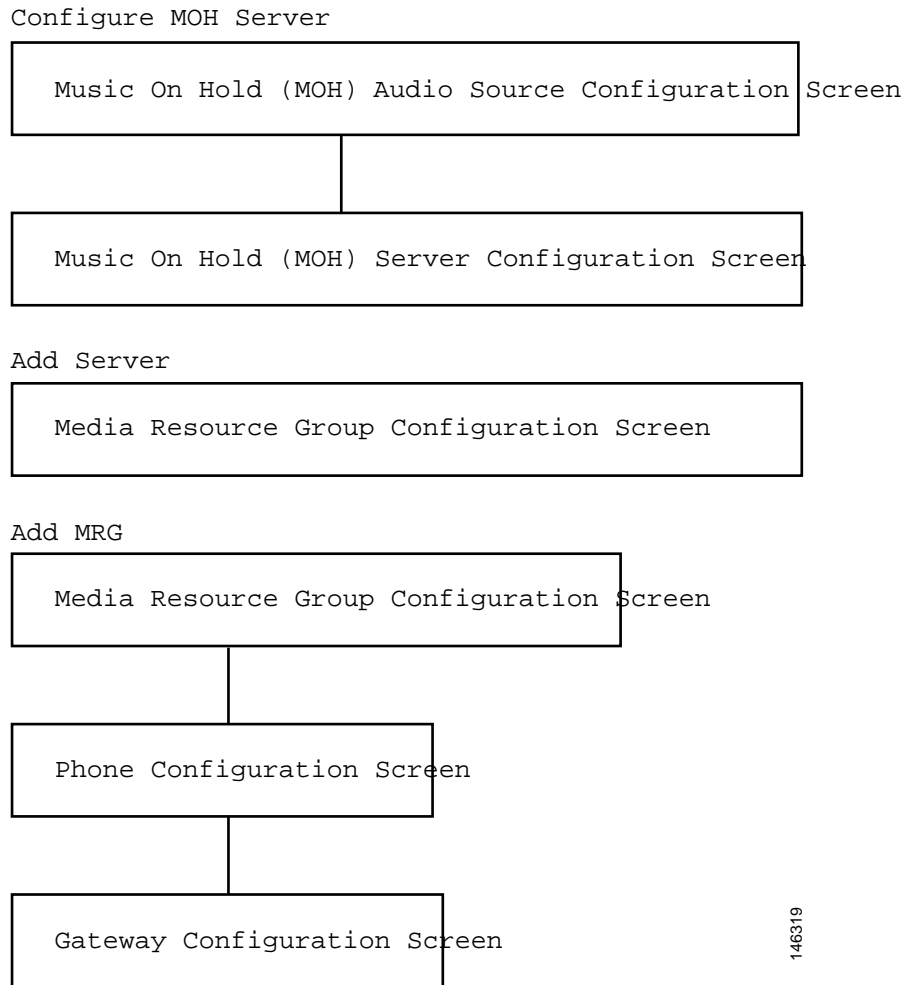 Configure MOH Server
Music On Hold (MOH) Audio Source Configuration Screen
Music On Hold (MOH) Server Configuration Screen
Add Server
Media Resource Group Configuration Screen
Add MRG
Media Resource Group Configuration Screen
Phone Configuration Screen
Gateway Configuration Screen
146319